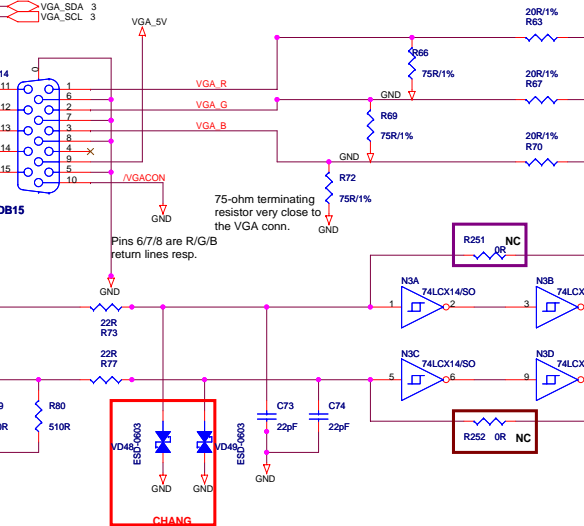 VGA_SDA 3
VGA_SCL 3
VGA_5V
20R/1%
R63
R66
75R/1%
GND
14
0
11
1
6
VGA_R
12
2
7
VGA_G
13
3
8
VGA_B
14
4
9
15
5
10
/VGACON
GND
DB15
20R/1%
R67
R69
75R/1%
GND
20R/1%
R70
R72
75R/1%
GND
75-ohm terminating
resistor very close to
the VGA conn.
Pins 6/7/8 are R/G/B
return lines resp.
GND
R251
0R
NC
N3A
74LCX14/SO
1
2
N3B
74LCX
3
22R
R73
22R
R77
N3C
74LCX14/SO
5
6
N3D
74LCX
9
9
0R
R80
510R
C73
22pF
C74
22pF
GND
R252 0R NC
VD48
ESD-0603
VD49
ESD-0603
GND
GND
CHANG